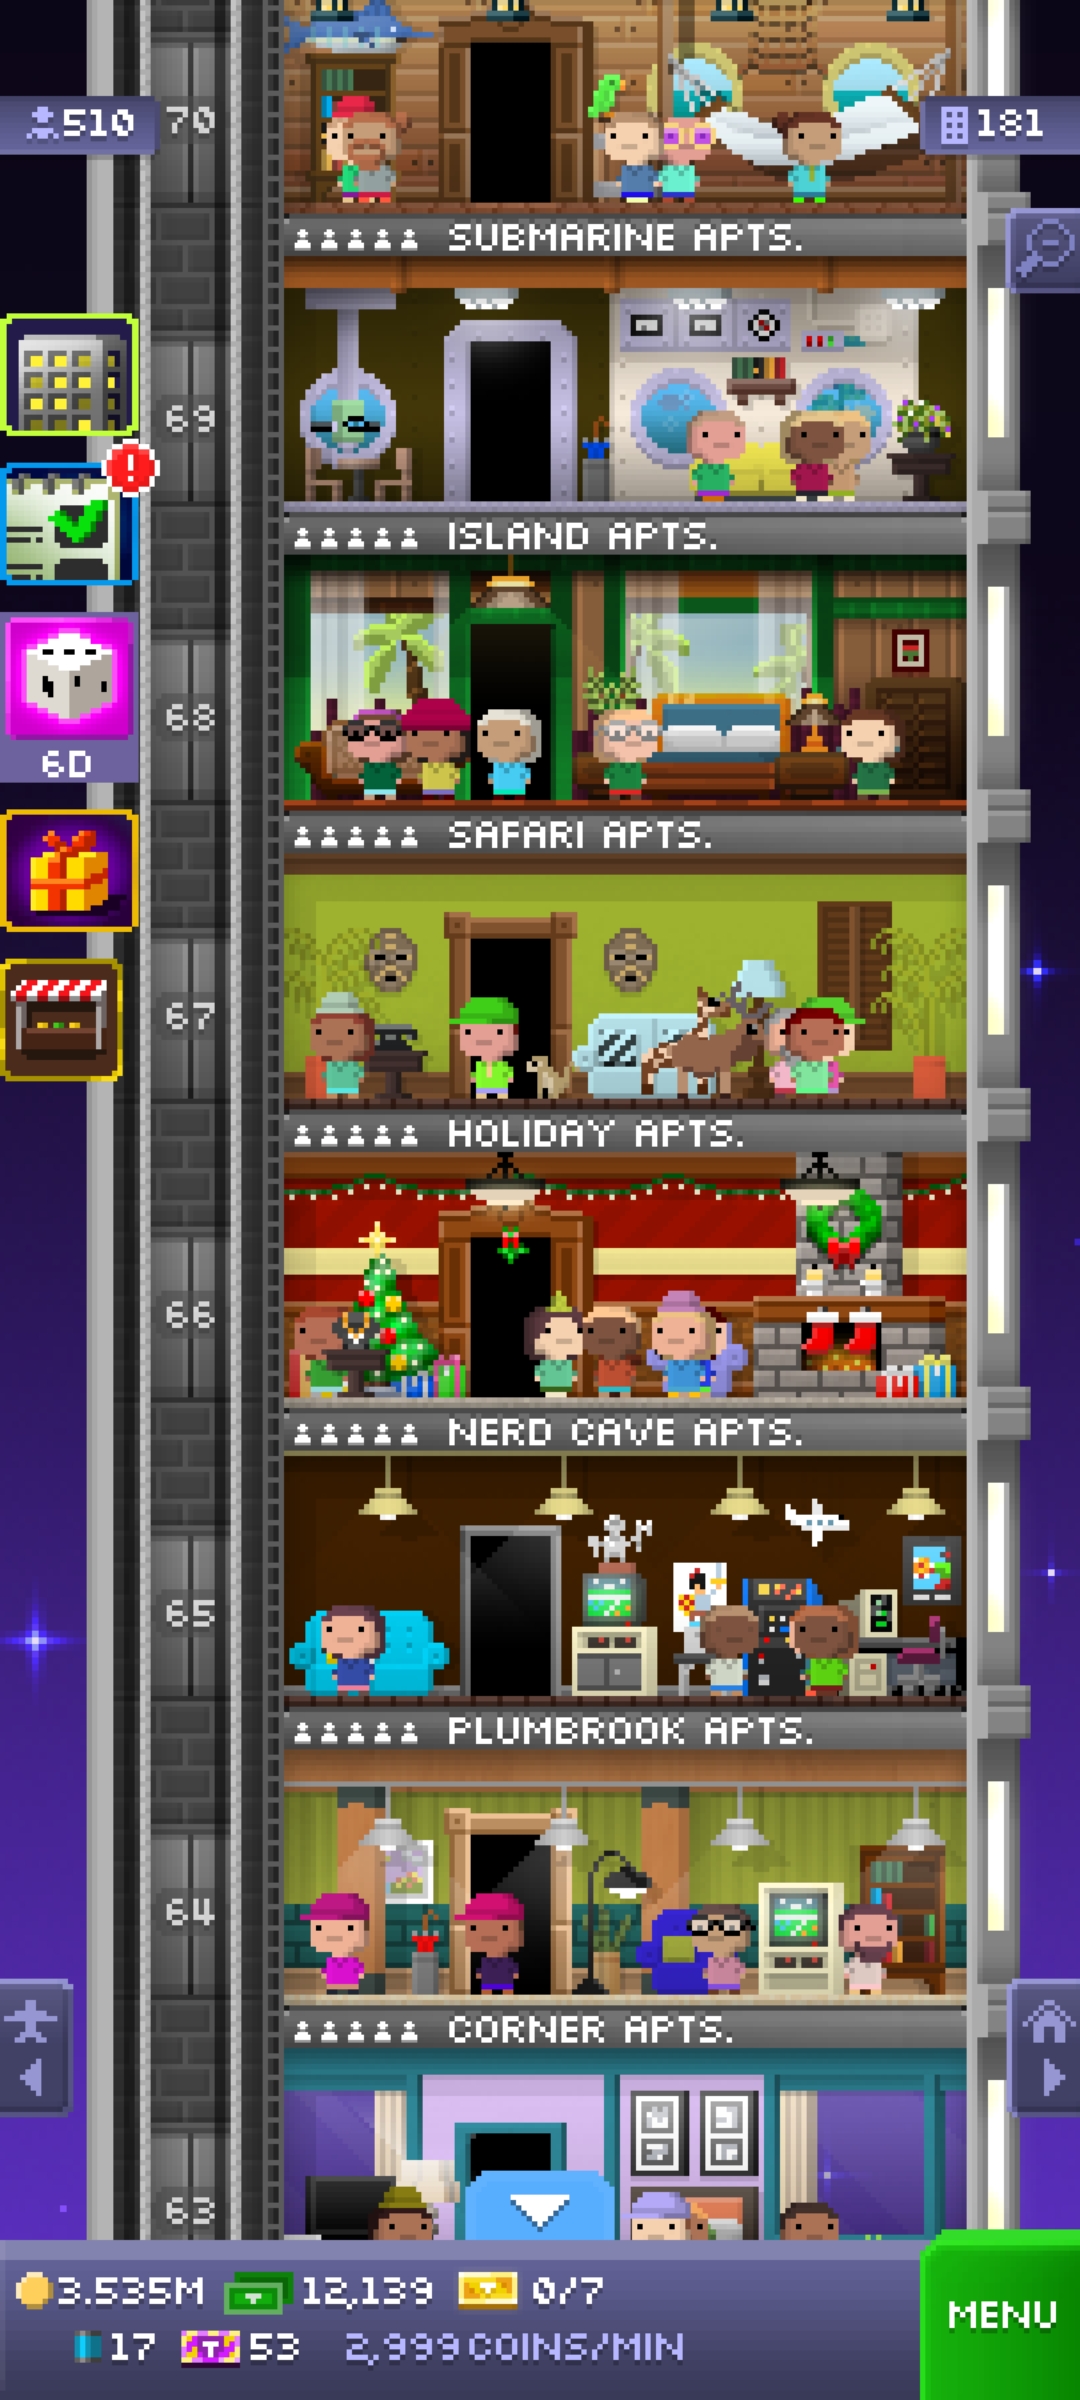 510
70
181
SUBMARINE APTS.
69
ISLAND APTS.
68
6D
SAFARI APTS.
67
HOLIDAY APTS.
66
NERD CAVE APTS.
65
PLUMBROOK APTS.
64
CORNER APTS.
63
3.535M 12,139 0/7
MENU
17 53 2,999 COINS/MIN